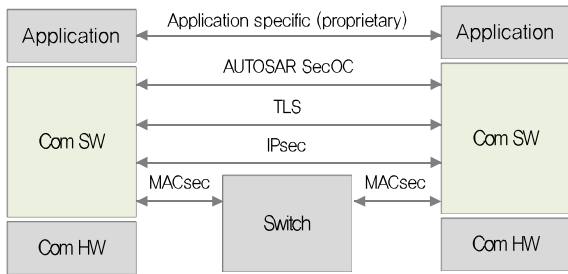 Application specific (proprietary)
Application
Application
AUTOSAR SecOC
TLS
Com SW
Com SW
IPsec
MACsec
MACsec
Switch
Com HW
Com HW